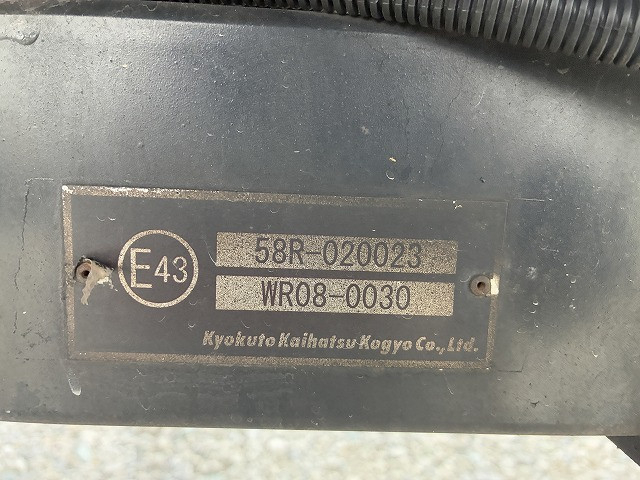 E43
58R-020023
WR08-0030
Kyokuto Kaihatsu Kogyo Co., Ltd.